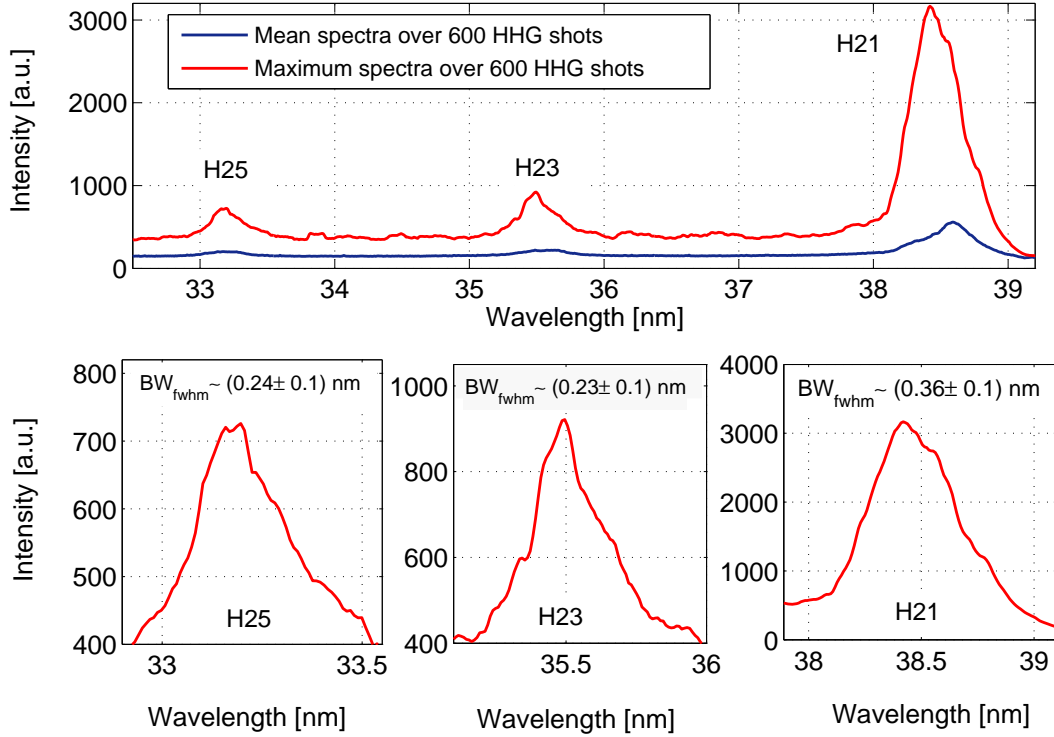 Mean spectra over 600 HHG shots
Maximum spectra over 600 HHG shots
H21
H25
H23
Intensity [a.u.]
3000
2000
1000
0
33 34 35 36 37 38 39
Wavelength [nm]
BWfwhm~ (0.24± 0.1) nm
800
700
600
500
400
Intensity [a.u.]
H25
33 33.5
Wavelength [nm]
BWfwhm~ (0.23± 0.1) nm
1000
800
600
400
H23
35.5 36
Wavelength [nm]
BWfwhm~ (0.36± 0.1) nm
4000
3000
2000
1000
0
H21
38 38.5 39
Wavelength [nm]